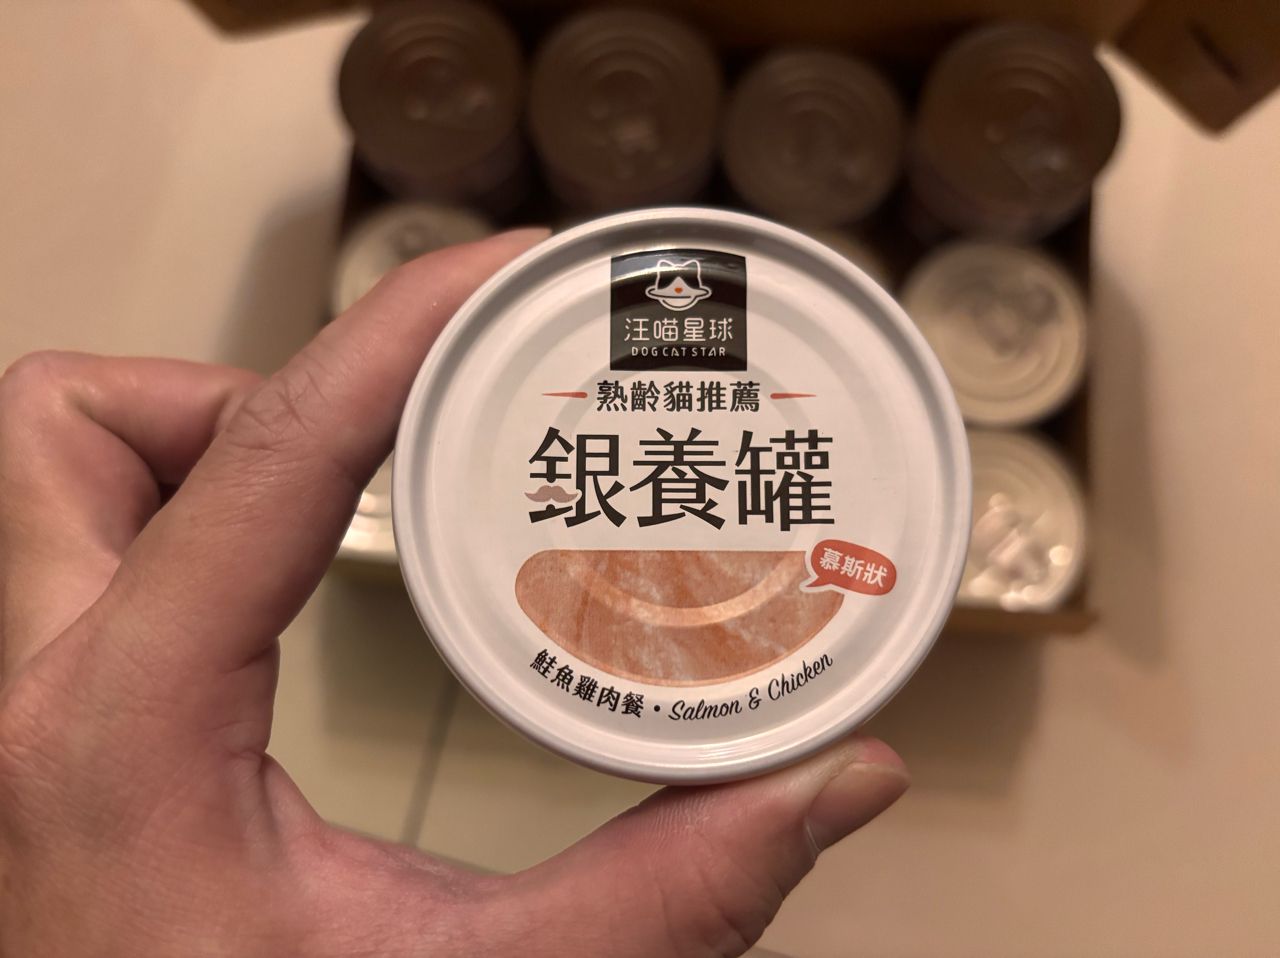 汪喵星球
DOG CAT STAR
熟齡貓推薦
銀養罐
慕斯狀
鮭魚雞肉餐・Salmon & Chicken